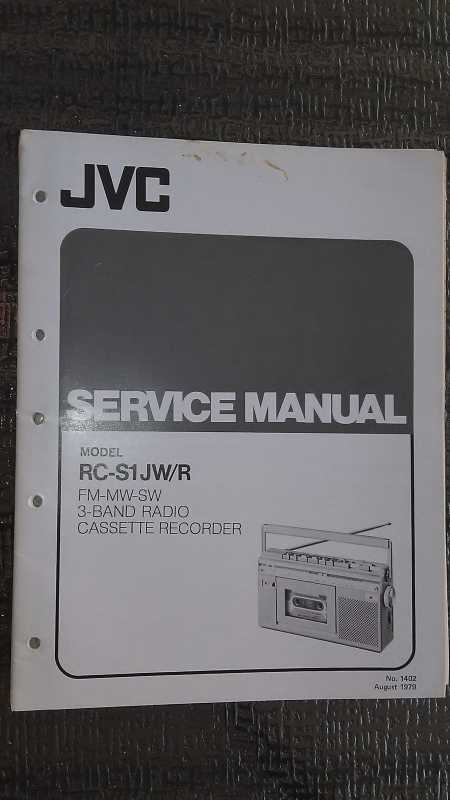 JVC
SERVICE MANUAL
MODEL
RC-S1JW/R
FM-MW-SW
3-BAND RADIO
CASSETTE RECORDER
No. 1402
August 1979